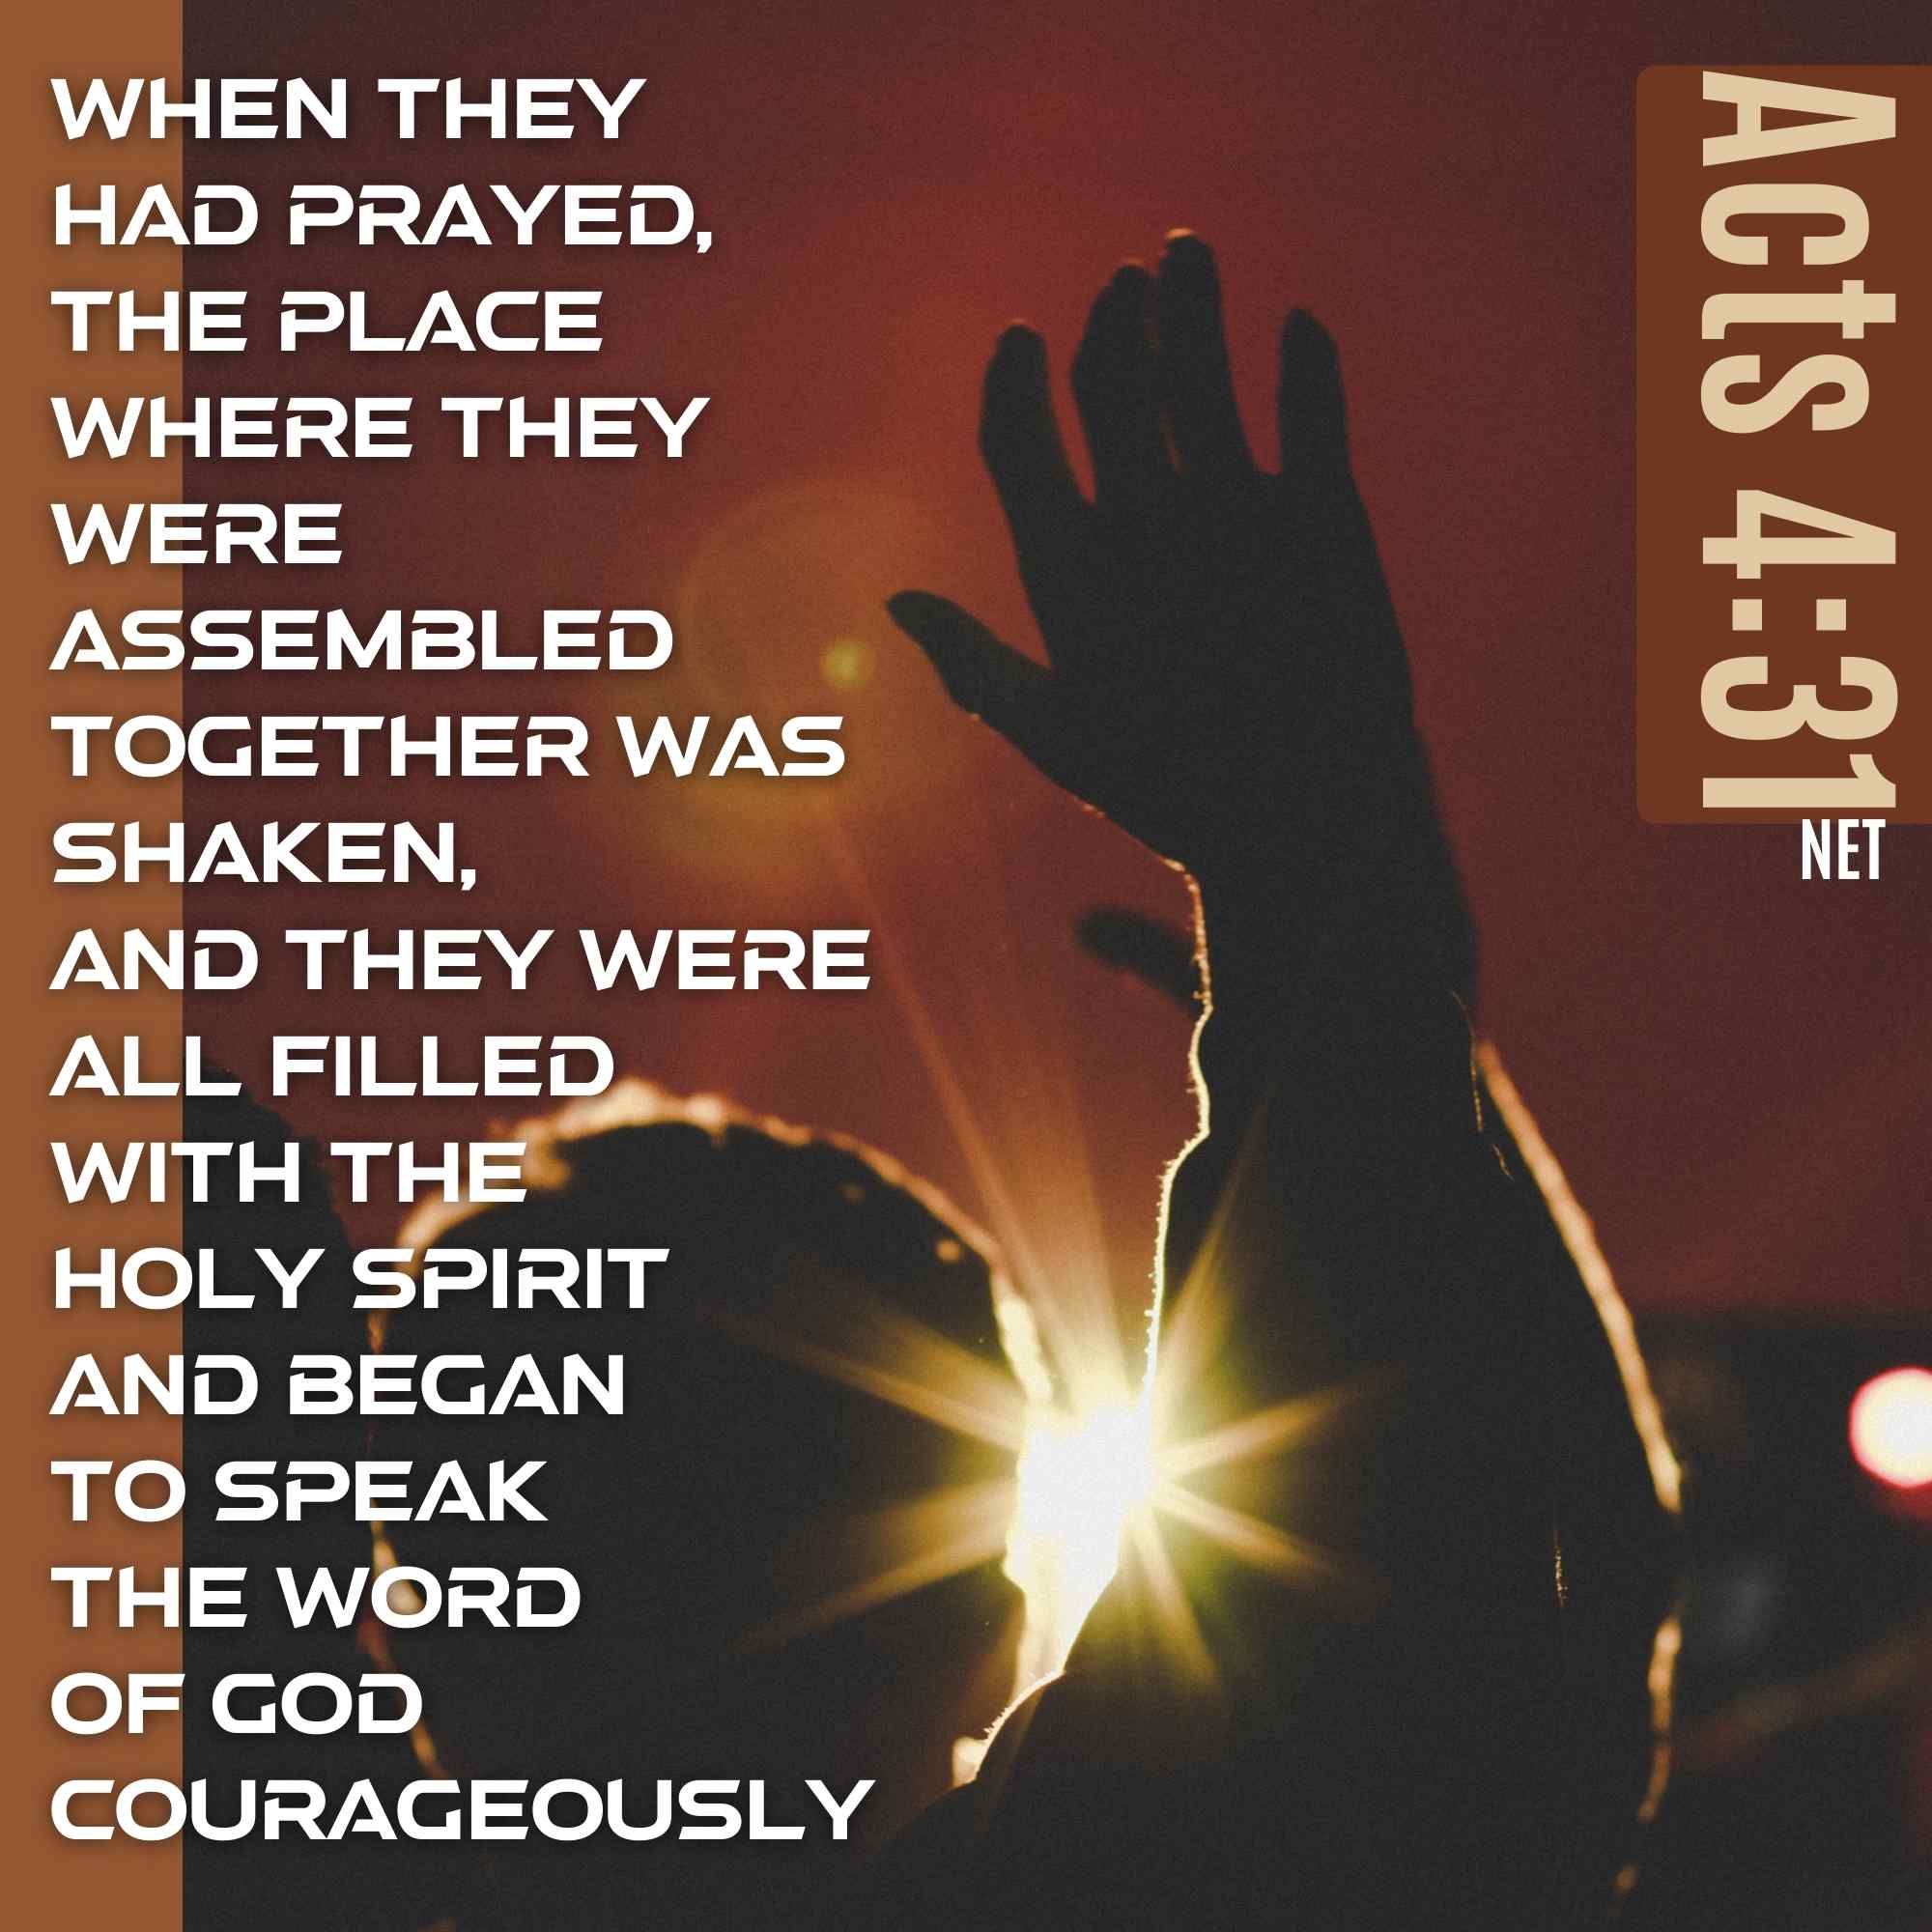 WHEN THEY
HAD PRAYED,
THE PLACE
WHERE THEY
WERE
ASSEMBLED
TOGETHER WAS
SHAKEN,
AND THEY WERE
ALL FILLED
WITH THE
HOLY SPIRIT
AND BEGAN
TO SPEAK
THE WORD
OF GOD
COURAGEOUSLY
Acts 4:31
NET